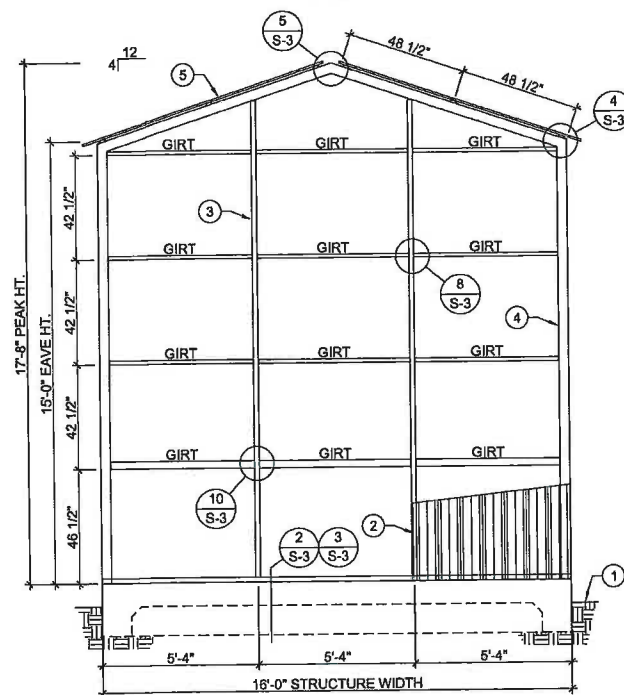 5
S-3
12
4
48 1/2"
48 1/2"
5
4
S-3
GIRT GIRT GIRT
42 1/2"
3
GIRT GIRT GIRT
8
S-3
17'-8" PEAK HT.
15'-0" EAVE HT.
42 1/2"
4
GIRT GIRT GIRT
42 1/2"
GIRT GIRT GIRT
10
S-3
46 1/2"
2
S-3
3
S-3
2
1
5'-4" 5'-4" 5'-4"
16'-0" STRUCTURE WIDTH